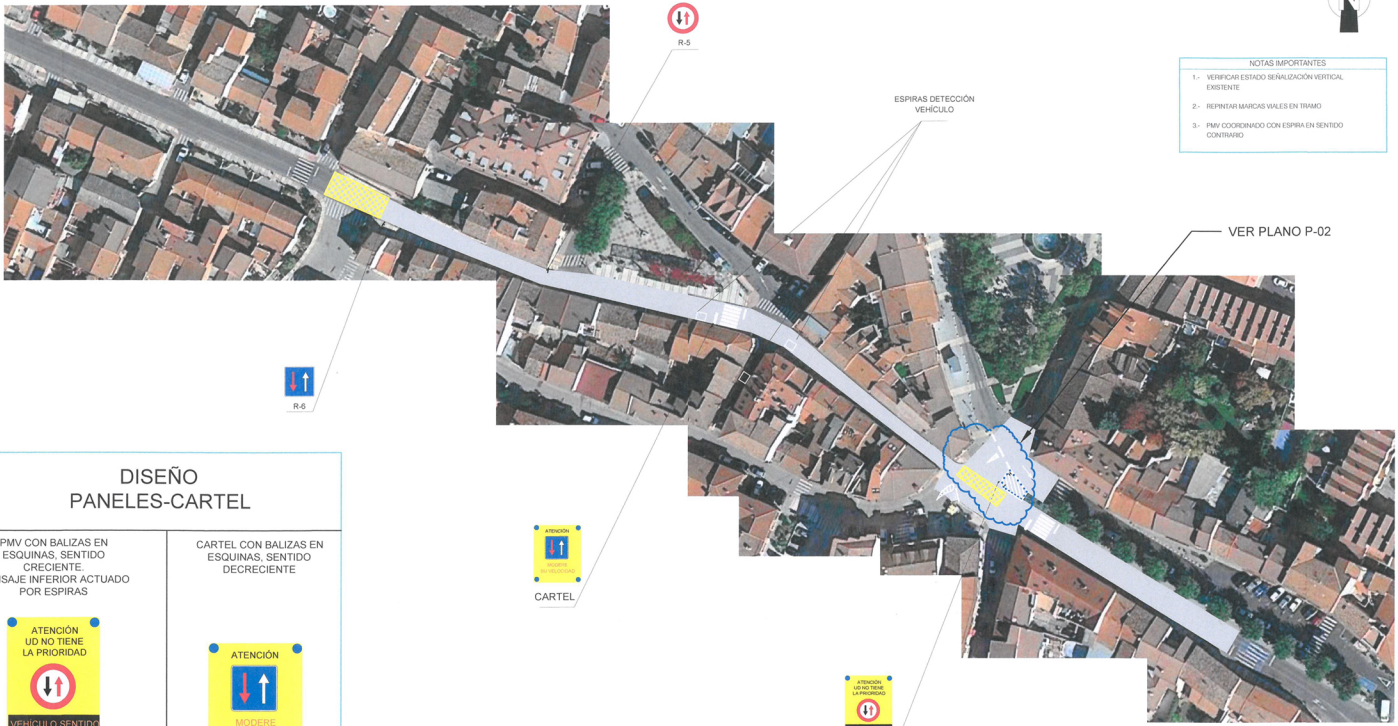 R-5
N
NOTAS IMPORTANTES
1.- VERIFICAR ESTADO SEÑALIZACIÓN VERTICAL
EXISTENTE
2.- REPINTAR MARCAS VIALES EN TRAMO
3.- PMV COORDINADO CON ESPIRA EN SENTIDO
CONTRARIO
ESPIRAS DETECCIÓN
VEHÍCULO
VER PLANO P-02
R-6
ATENCIÓN
MODERE
SU VELOCIDAD
CARTEL
DISEÑO
PANELES-CARTEL
PMV CON BALIZAS EN
ESQUINAS, SENTIDO
CRECIENTE.
SAJE INFERIOR ACTUADO
POR ESPIRAS
ATENCIÓN
UD NO TIENE
LA PRIORIDAD
VEHÍCULO SENTIDO
CARTEL CON BALIZAS EN
ESQUINAS, SENTIDO
DECRECIENTE
ATENCIÓN
MODERE
ATENCIÓN
UD NO TIENE
LA PRIORIDAD